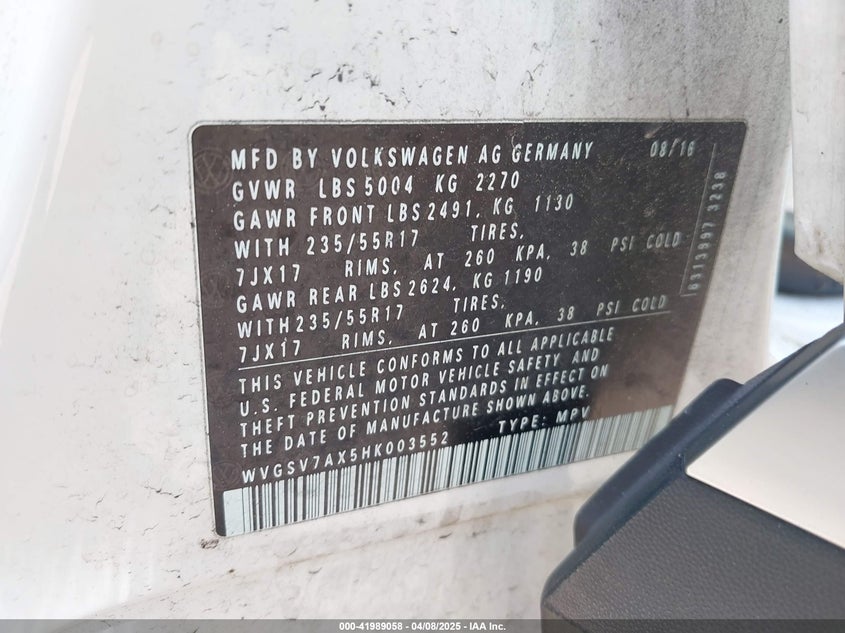 MFD BY VOLKSWAGEN AG GERMANY 08/16
GVWR LBS 5004 KG 2270
GAWR FRONT LBS 2491, KG 1130
WITH 235/55R17 TIRES,
7JX17 RIMS, AT 260 KPA, 38 PSI COLD
GAWR REAR LBS 2624, KG 1190
WITH 235/55R17 TIRES,
7JX17 RIMS, AT 260 KPA, 38 PSI COLD
THIS VEHICLE CONFORMS TO ALL APPLICABLE
U.S. FEDERAL MOTOR VEHICLE SAFETY AND
THEFT PREVENTION STANDARDS IN EFFECT ON
THE DATE OF MANUFACTURE SHOWN ABOVE.
WVGSV7AX5HK003552 TYPE: MPV
8313997 3238
000-41989058 - 04/08/2025 - IAA Inc.